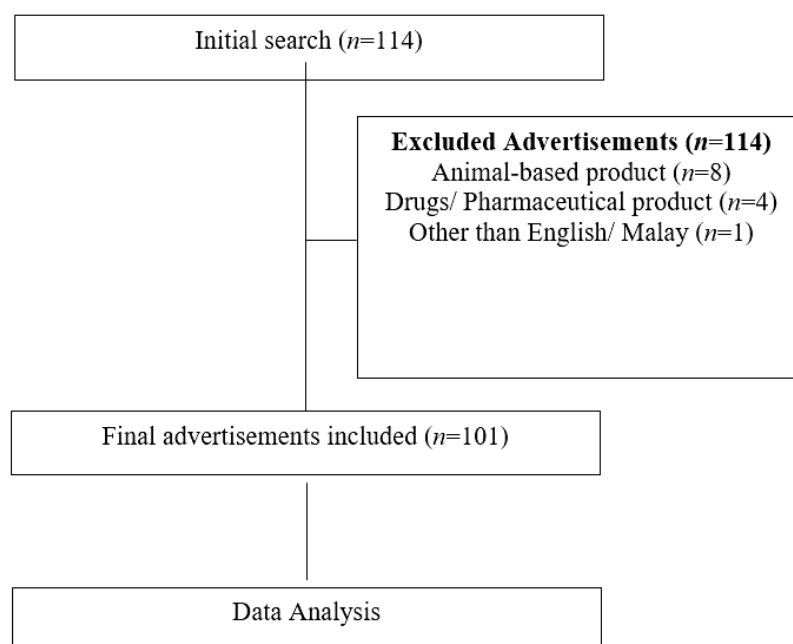 Initial search (n=114)
Excluded Advertisements (n=114)
Animal-based product (n=8)
Drugs/ Pharmaceutical product (n=4)
Other than English/ Malay (n=1)
Final advertisements included (n=101)
Data Analysis